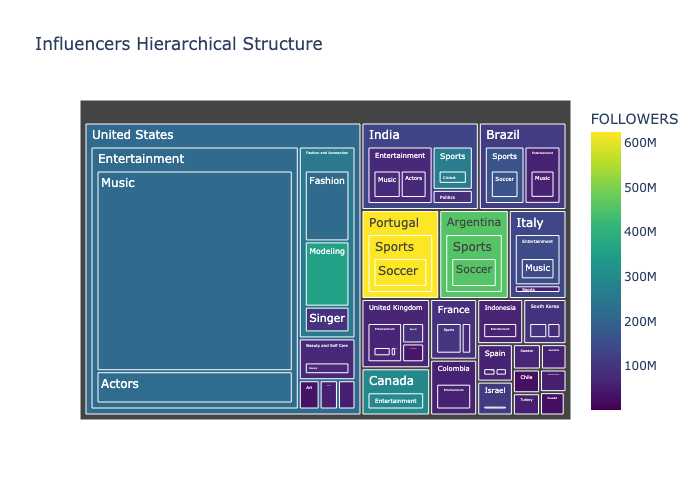 Influencers Hierarchical Structure
FOLLOWERS
600M
500M
400M
300M
200M
100M
United States
Entertainment
Music
Actors
Fashion and Accessories
Fashion
Modeling
Singer
Beauty and Self Care
Art
India
Entertainment
Music
Actors
Sports
Cricket
Politics
Brazil
Sports
Soccer
Entertainment
Music
Portugal
Sports
Soccer
Argentina
Sports
Soccer
Italy
Entertainment
Music
Sports
United Kingdom
Entertainment
Canada
Entertainment
France
Sports
Colombia
Entertainment
Indonesia
Entertainment
South Korea
Spain
Israel
Sweden
Australia
Chile
Turkey
Kuwait